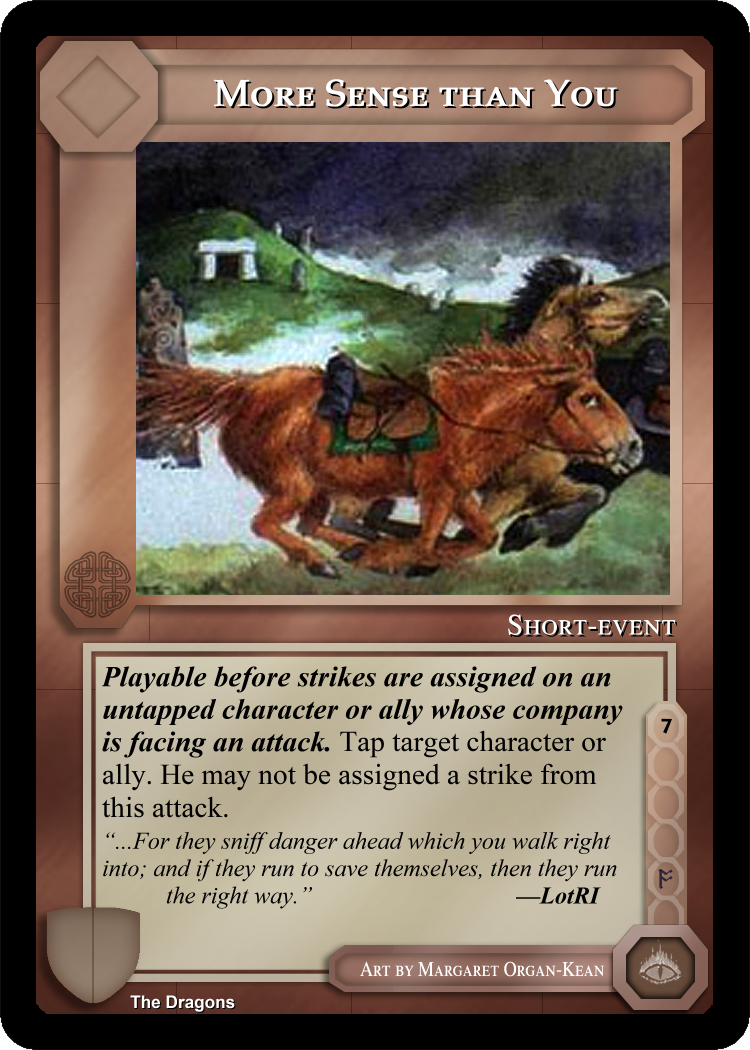 More Sense than You
Short-event
Playable before strikes are assigned on an
untapped character or ally whose company
is facing an attack. Tap target character or
ally. He may not be assigned a strike from
this attack.
7
“...For they sniff danger ahead which you walk right
into; and if they run to save themselves, then they run
the right way.” —LotRI
Art by Margaret Organ-Kean
The Dragons